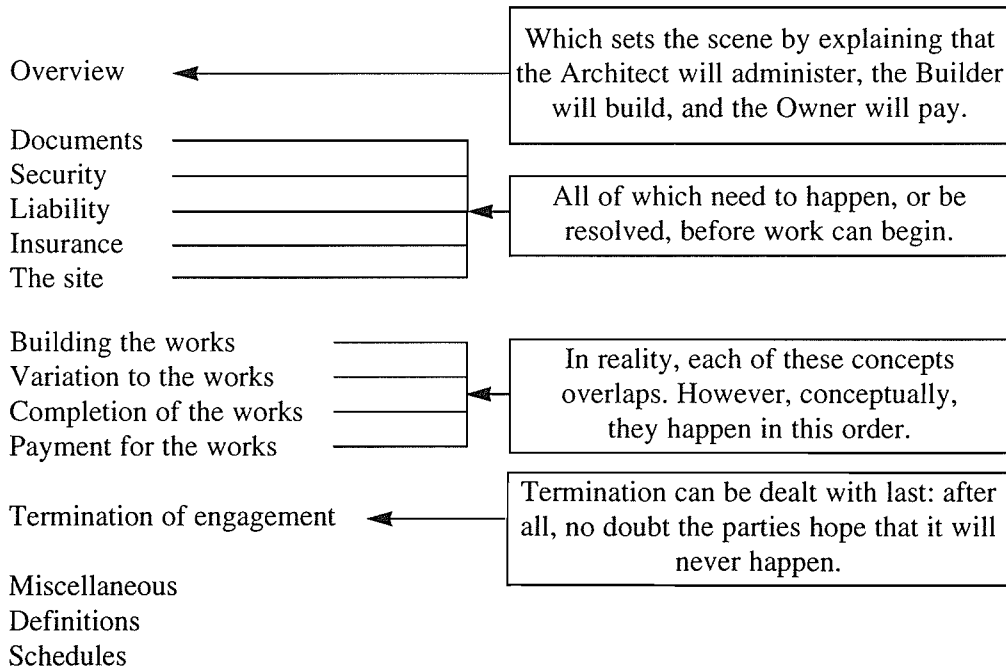 Overview
Which sets the scene by explaining that
the Architect will administer, the Builder
will build, and the Owner will pay.
Documents
Security
Liability
Insurance
The site
All of which need to happen, or be
resolved, before work can begin.
Building the works
Variation to the works
Completion of the works
Payment for the works
In reality, each of these concepts
overlaps. However, conceptually,
they happen in this order.
Termination of engagement
Termination can be dealt with last: after
all, no doubt the parties hope that it will
never happen.
Miscellaneous
Definitions
Schedules